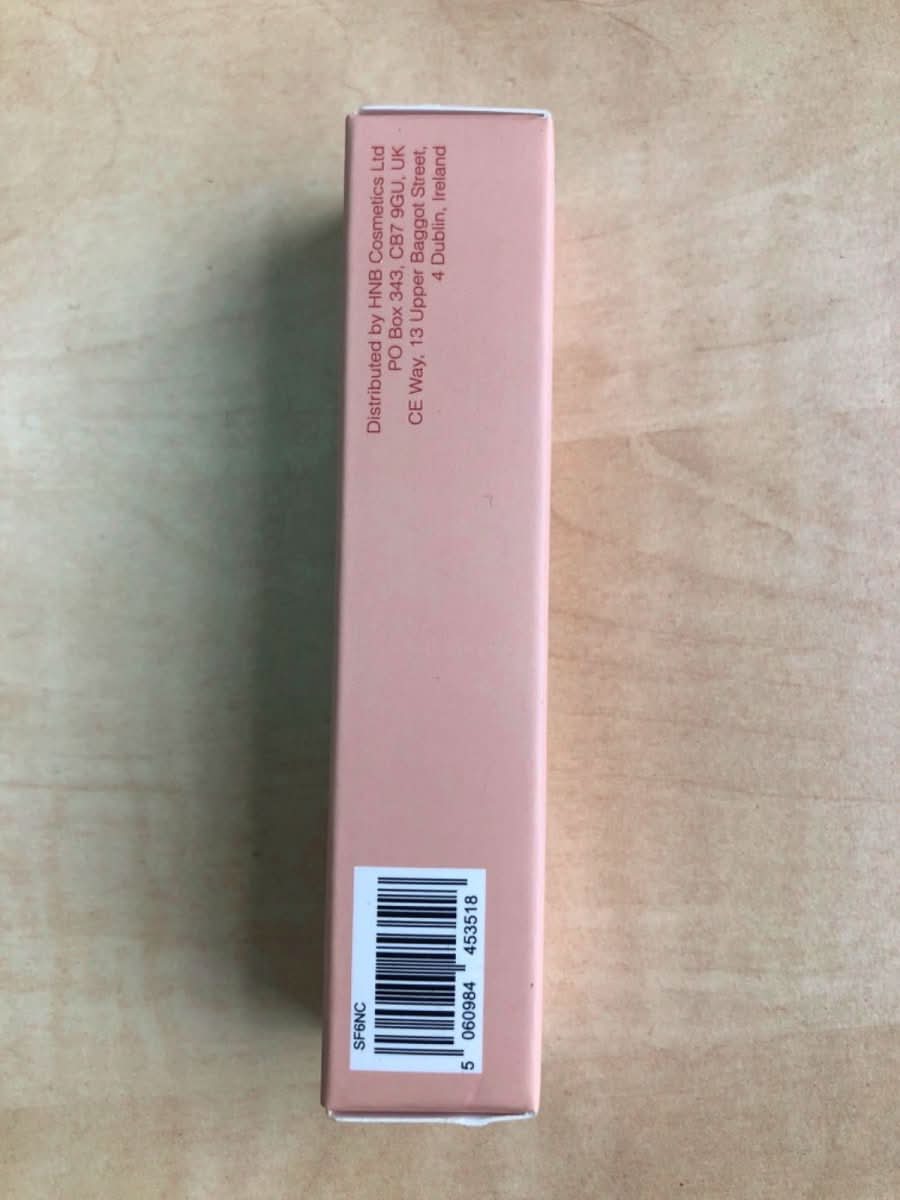 Distributed by HNB Cosmetics Ltd
PO Box 343, CB7 9GU, UK
CE Way, 13 Upper Baggot Street,
4 Dublin, Ireland
SF6NC
5 060984 453518